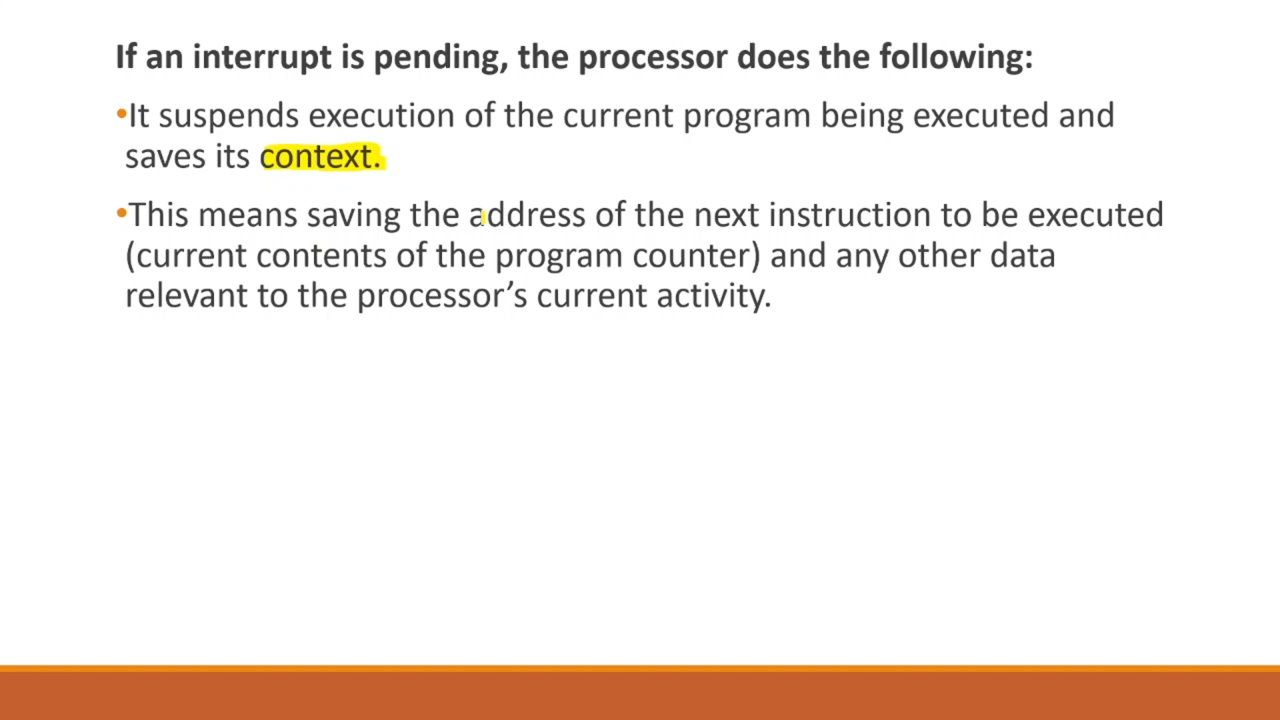 If an interrupt is pending, the processor does the following:
•It suspends execution of the current program being executed and
saves its context.
•This means saving the address of the next instruction to be executed
(current contents of the program counter) and any other data
relevant to the processor’s current activity.